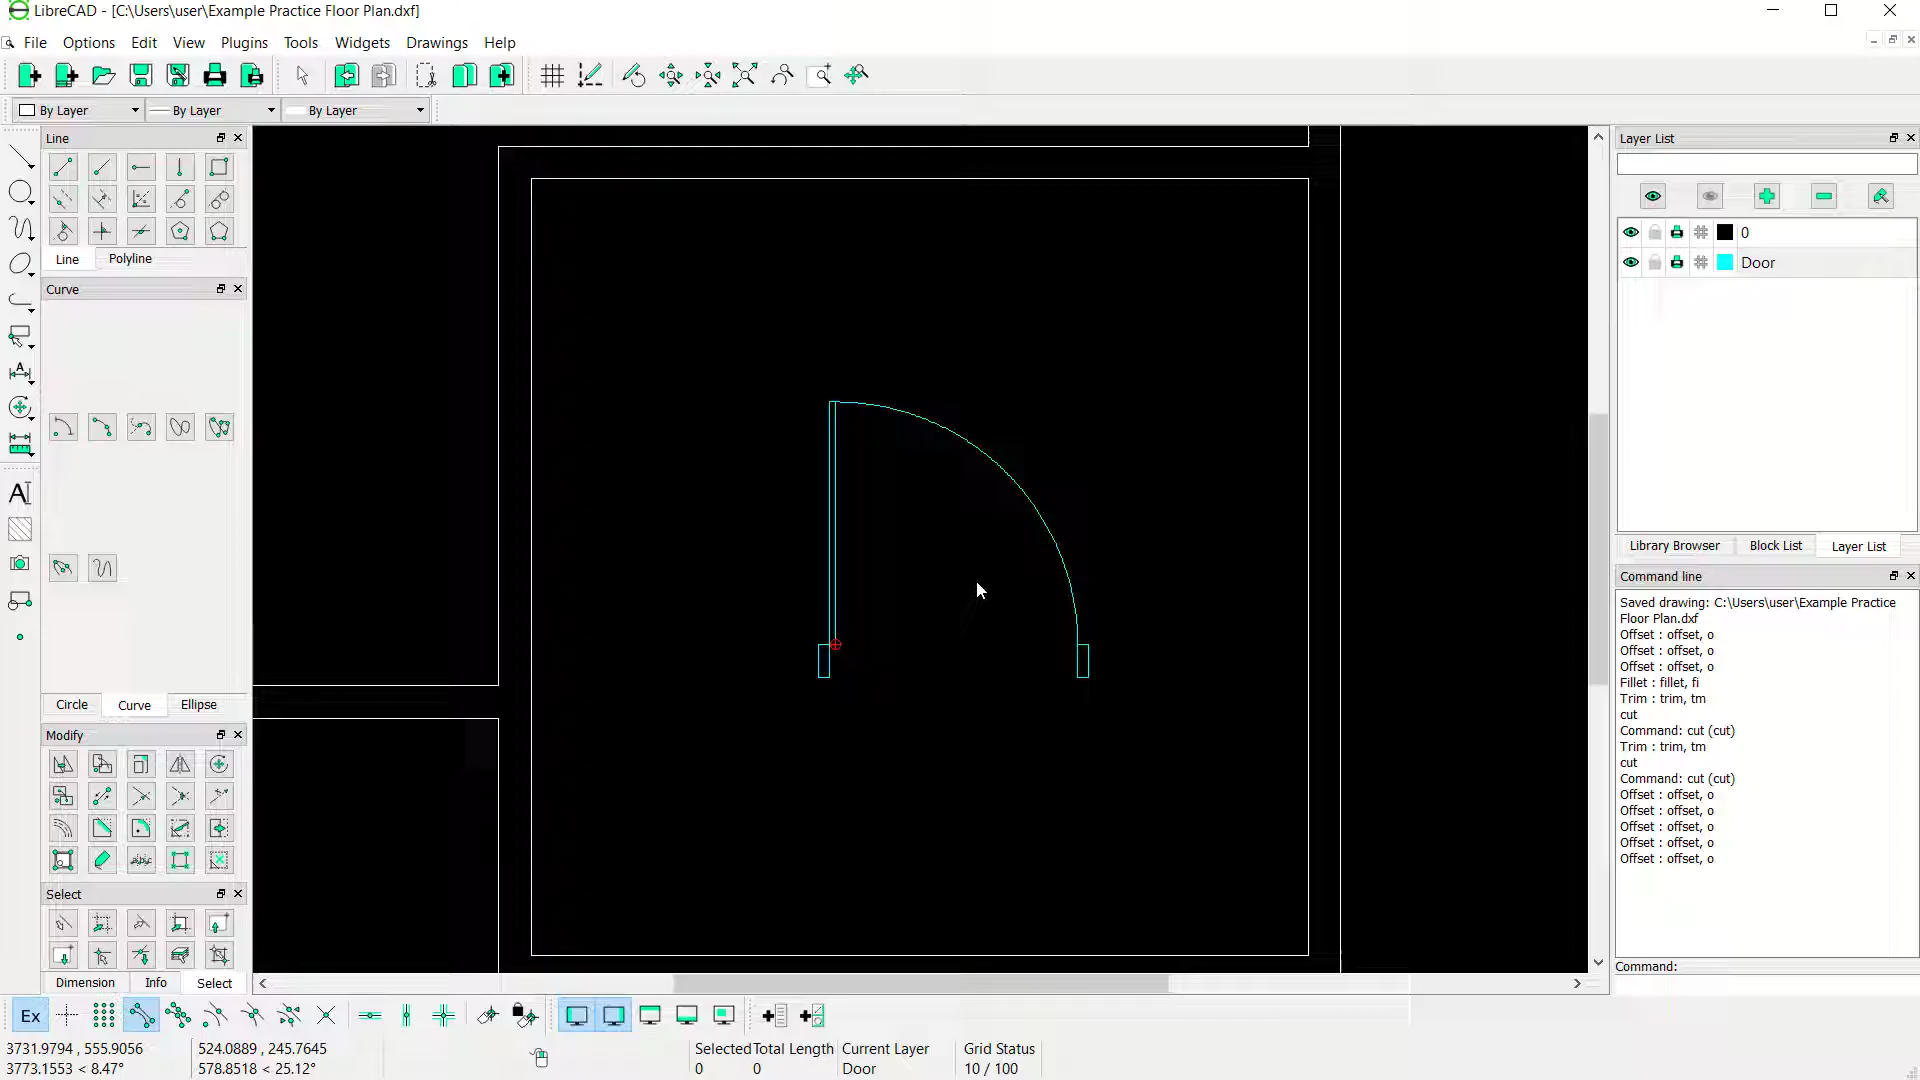 LibreCAD - [C:\Users\user\Example Practice Floor Plan.dxf]
File Options Edit View Plugins Tools Widgets Drawings Help
By Layer By Layer By Layer
Line
Line Polyline
Curve
Circle Curve Ellipse
Modify
abc
Select
Dimension Info Select
A
A
Layer List
0
Door
Library Browser Block List Layer List
Command line
Saved drawing: C:\Users\user\Example Practice
Floor Plan.dxf
Offset : offset, o
Offset : offset, o
Offset : offset, o
Fillet : fillet, fi
Trim : trim, tm
cut
Command: cut (cut)
Trim : trim, tm
cut
Command: cut (cut)
Offset : offset, o
Offset : offset, o
Offset : offset, o
Offset : offset, o
Offset : offset, o
Command:
Ex
3731.9794 , 555.9056
3773.1553 < 8.47°
524.0889 , 245.7645
578.8518 < 25.12°
Selected Total Length
0 0
Current Layer
Door
Grid Status
10 / 100